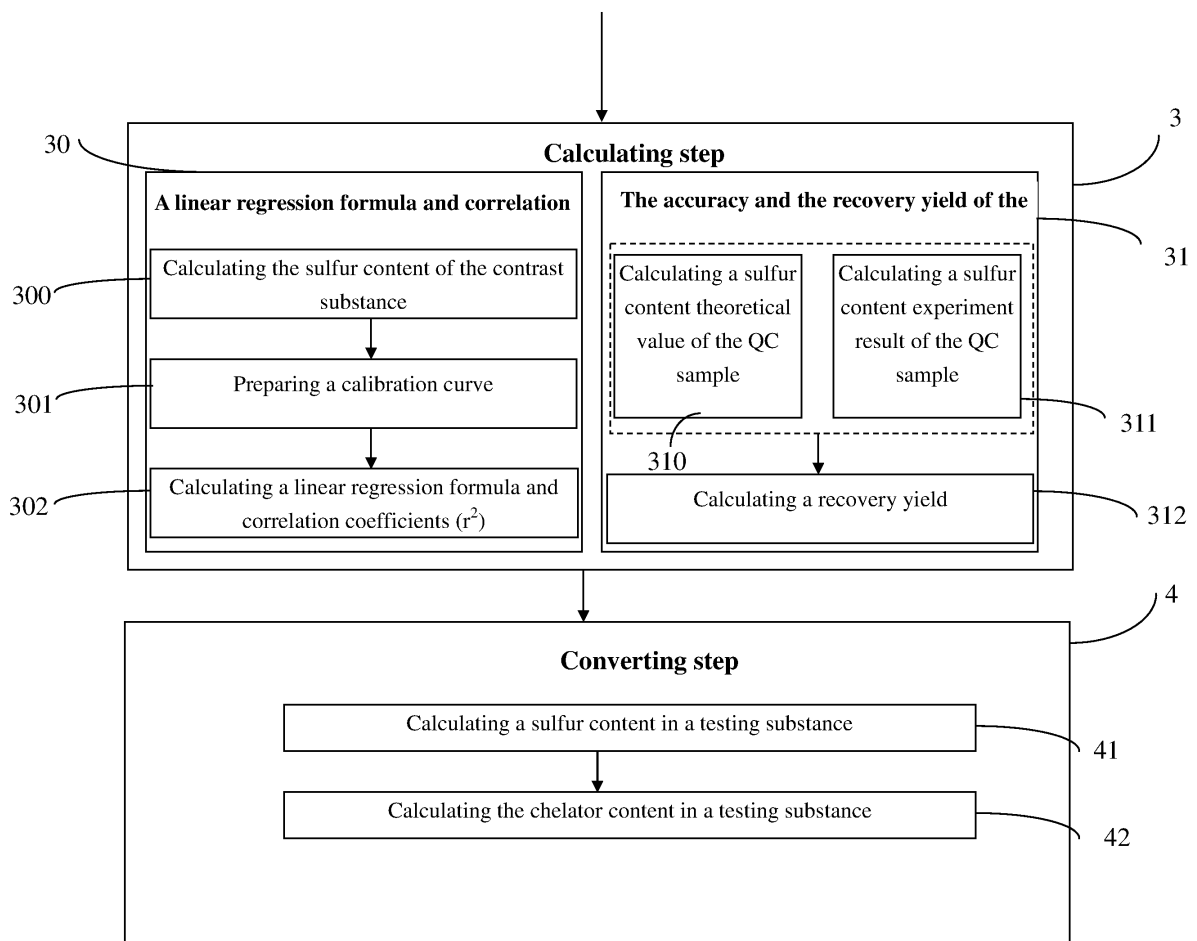 3
30
Calculating step
A linear regression formula and correlation
The accuracy and the recovery yield of the
31
Calculating the sulfur content of the contrast
substance
300
Calculating a sulfur
content theoretical
value of the QC
sample
Calculating a sulfur
content experiment
result of the QC
sample
Preparing a calibration curve
301
311
310
Calculating a linear regression formula and
correlation coefficients (r²)
302
Calculating a recovery yield
312
4
Converting step
Calculating a sulfur content in a testing substance
41
Calculating the chelator content in a testing substance
42